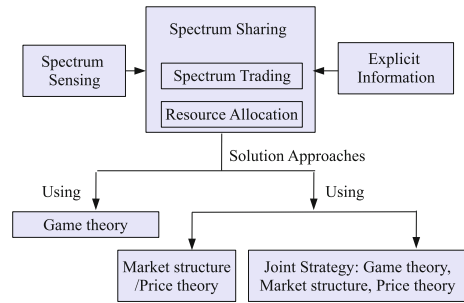 Spectrum Sharing
Spectrum
Sensing
Explicit
Information
Spectrum Trading
Resource Allocation
Solution Approaches
Using
Using
Game theory
Market structure
/Price theory
Joint Strategy: Game theory,
Market structure, Price theory